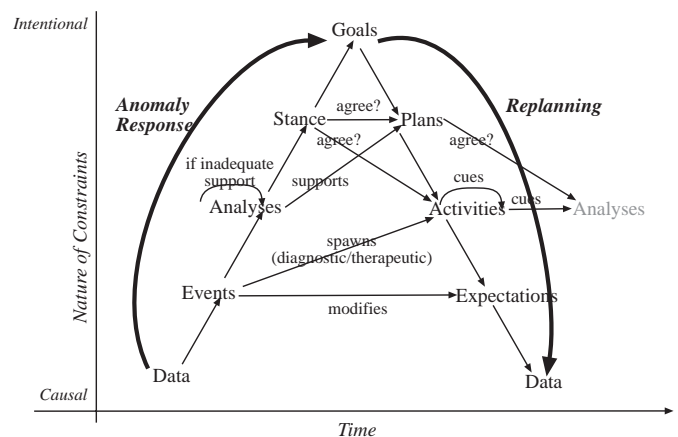 Intentional
Goals
Anomaly
Response
Replanning
Stance
agree?
Plans
agree?
agree?
if inadequate
support
supports
cues
cues
Analyses
Activities
Analyses
spawns
(diagnostic/therapeutic)
Events
modifies
Expectations
Nature of Constraints
Data
Data
Causal
Time